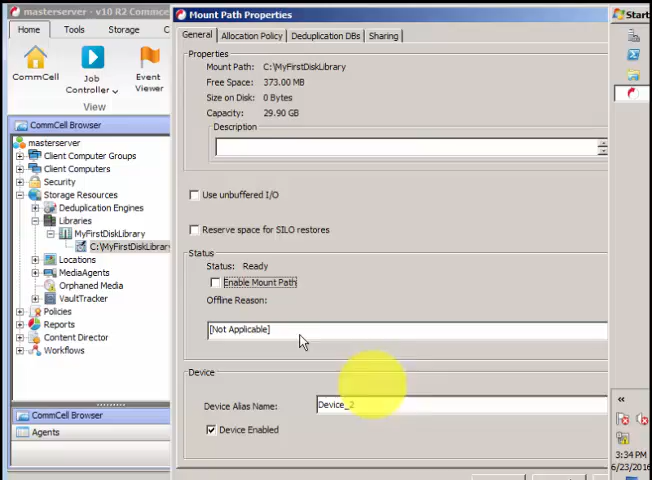 masterserver - v10 R2 Commce
Mount Path Properties
Start
Home
Tools
Storage
General
Allocation Policy
Deduplication DBs
Sharing
Properties
Mount Path: C:\MyFirstDiskLibrary
Free Space: 373.00 MB
Size on Disk: 0 Bytes
Capacity: 29.90 GB
Description
CommCell
Job Controller
Event Viewer
View
CommCell Browser
masterserver
Client Computer Groups
Client Computers
Security
Storage Resources
Deduplication Engines
Libraries
MyFirstDiskLibrary
C:\MyFirstDiskLibrary
Locations
MediaAgents
Orphaned Media
VaultTracker
Policies
Reports
Content Director
Workflows
Use unbuffered I/O
Reserve space for SILO restores
Status
Status: Ready
Enable Mount Path
Offline Reason:
[Not Applicable]
Device
Device Alias Name: Device_2
Device Enabled
CommCell Browser
Agents
«
3:34 PM
6/23/201